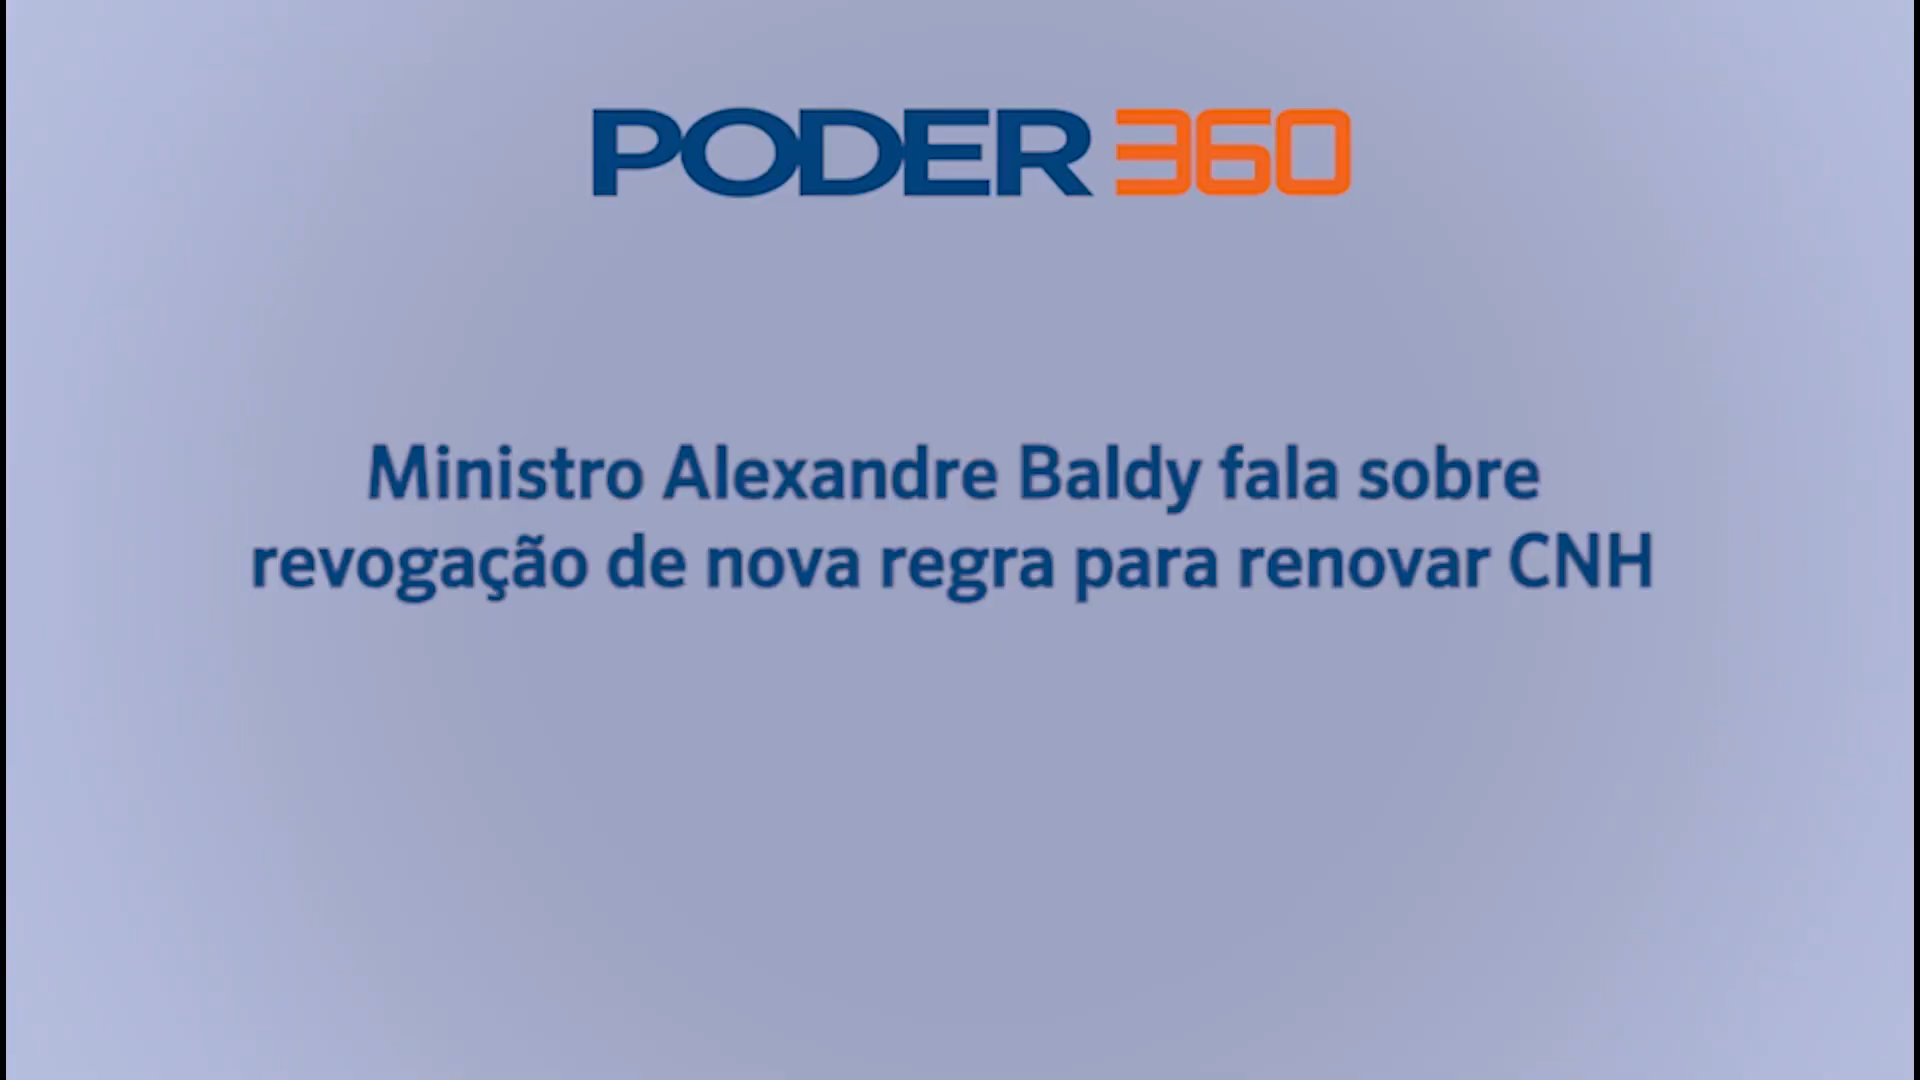 PODER 360
Ministro Alexandre Baldy fala sobre
revogação de nova regra para renovar CNH